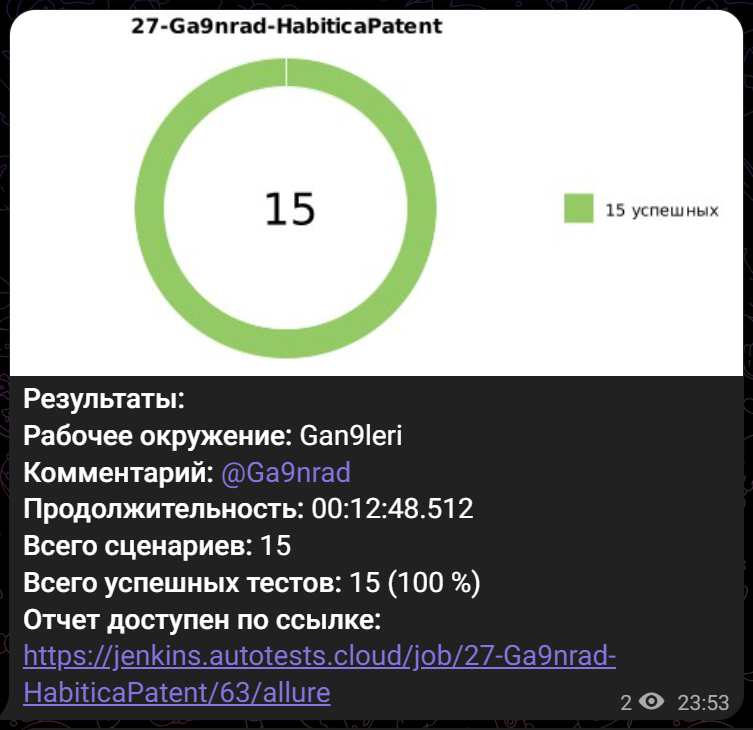 27-Ga9nrad-HabiticaPatent
15
15 успешных
Результаты:
Рабочее окружение: Gan9leri
Комментарий: @Ga9nrad
Продолжительность: 00:12:48.512
Всего сценариев: 15
Всего успешных тестов: 15 (100 %)
Отчет доступен по ссылке:
https://jenkins.autotests.cloud/job/27-Ga9nrad-
HabiticaPatent/63/allure
2 23:53